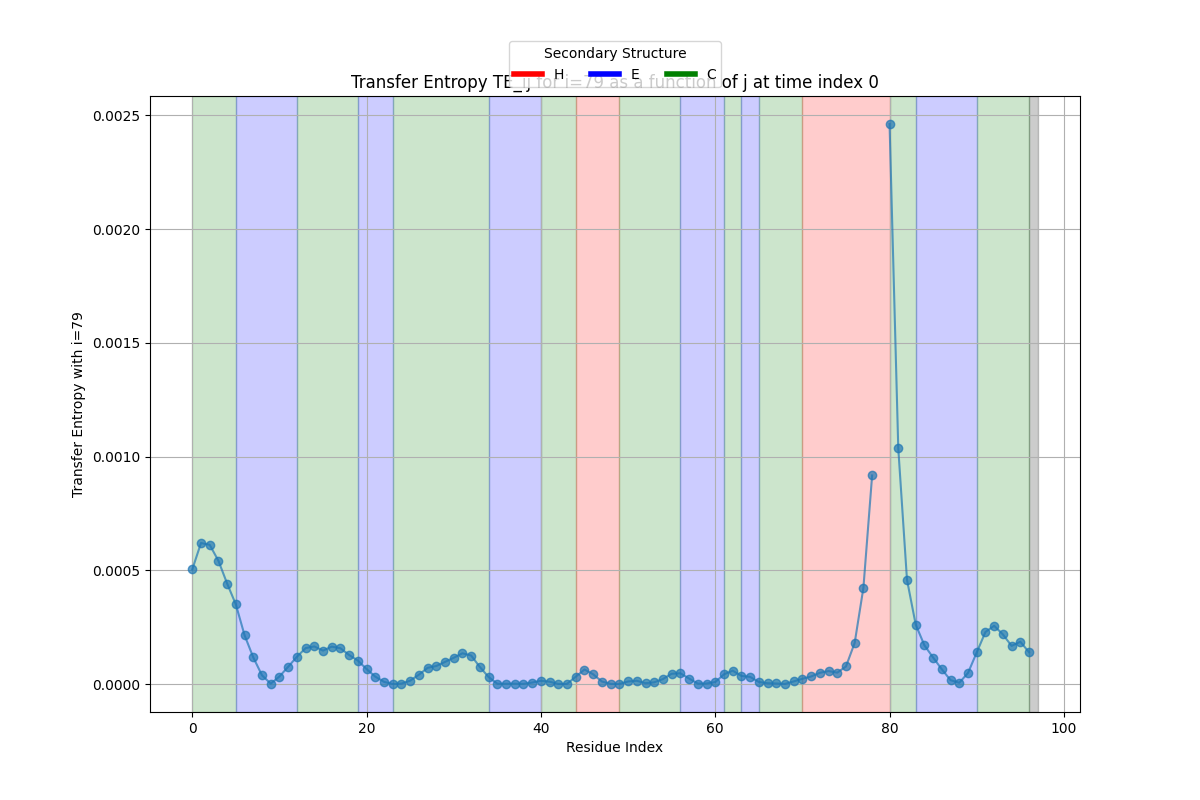 Secondary Structure
H E C
Transfer Entropy TE_ij for i=79 as a function of j at time index 0
0.0025
0.0020
0.0015
0.0010
0.0005
0.0000
Transfer Entropy with i=79
0 20 40 60 80 100
Residue Index